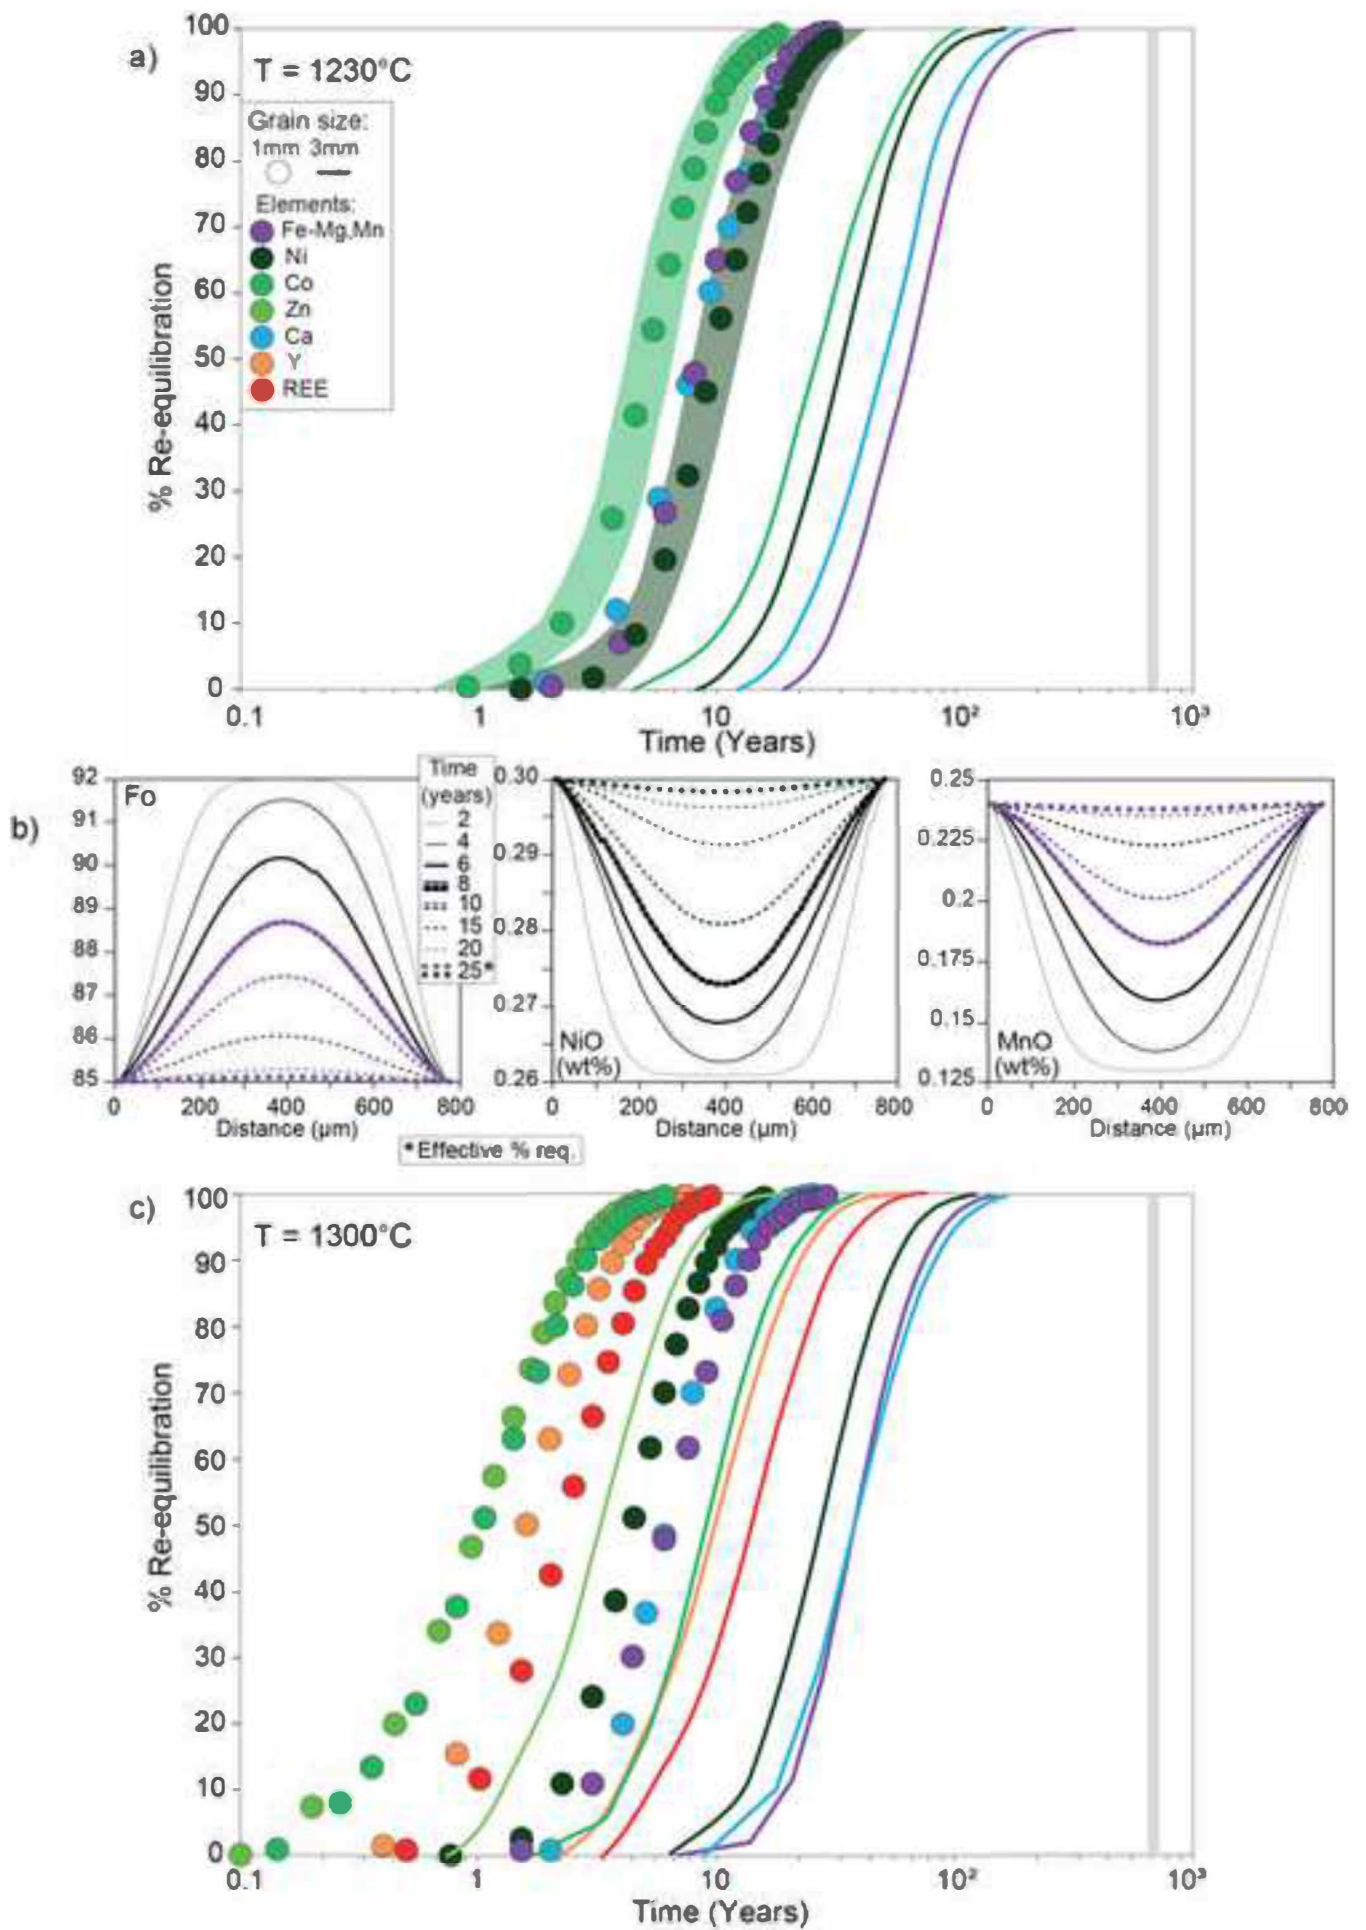 a)
T = 1230°C
Grain size:
1mm 3mm
Elements:
Fe-Mg,Mn
Ni
Co
Zn
Ca
Y
REE
% Re-equilibration
100
90
80
70
60
50
40
30
20
10
0
0.1 1 10 10² 10³
Time (Years)
b)
Fo
92
91
90
89
88
87
86
85
0 200 400 600 800
Distance (µm)
Time
(years)
2
4
6
8
10
15
20
25*
0.30
0.29
0.28
0.27
0.26
NiO
(wt%)
0 200 400 600 800
Distance (µm)
0.25
0.225
0.2
0.175
0.15
0.125
MnO
(wt%)
0 200 400 600 800
Distance (µm)
*Effective % req.
c)
T = 1300°C
% Re-equilibration
100
90
80
70
60
50
40
30
20
10
0
0.1 1 10 10² 10³
Time (Years)